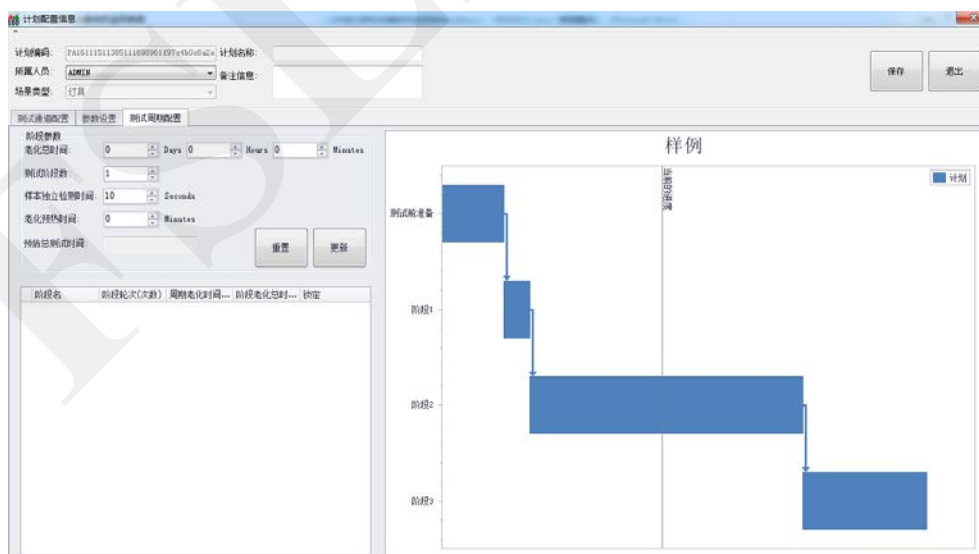 计划配置信息
计划编码: 计划名称:
所属人员: ADMIN 备注信息:
场景类型: 灯具
保存 退出
测试通道配置 参数设置 测试周期配置
阶段参数
老化总时间: 0 Days 0 Hours 0 Minutes
测试阶段数: 1
样本独立检测时间: 10 Seconds
老化预热时间: 0 Minutes
预估总测试时间:
重置 更新
阶段名 阶段轮次(次数) 周期老化时间... 阶段老化总时... 锁定
样例
当前的进度
计划
测试前准备
阶段1
阶段2
阶段3